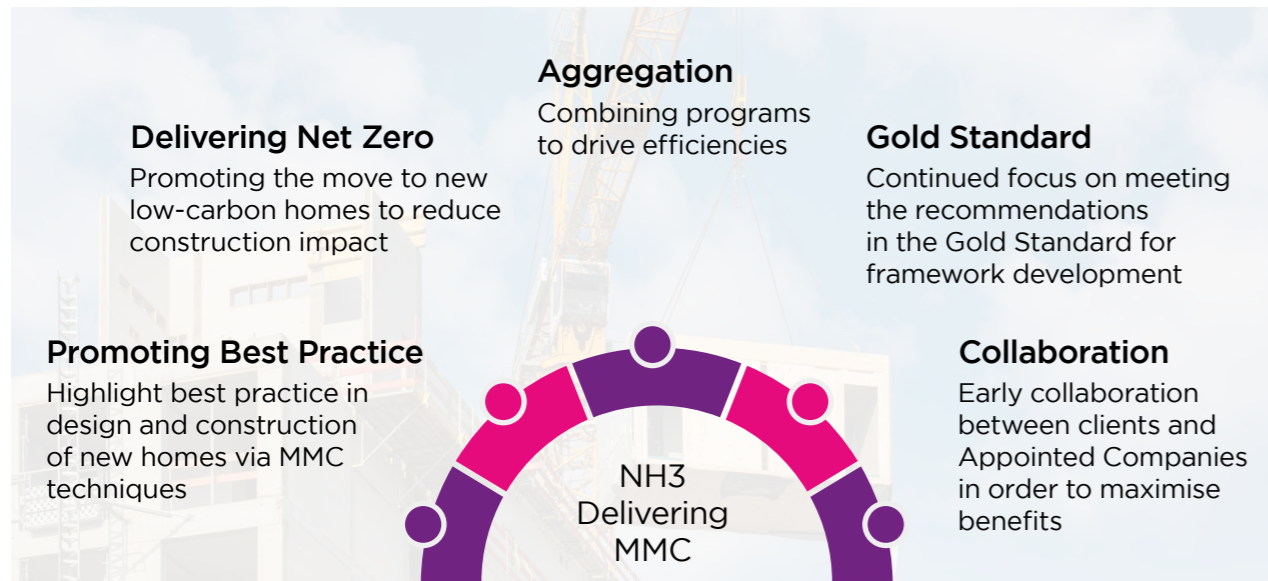 Aggregation
Combining programs
to drive efficiencies
Delivering Net Zero
Promoting the move to new
low-carbon homes to reduce
construction impact
Gold Standard
Continued focus on meeting
the recommendations
in the Gold Standard for
framework development
Promoting Best Practice
Highlight best practice in
design and construction
of new homes via MMC
techniques
Collaboration
Early collaboration
between clients and
Appointed Companies
in order to maximise
benefits
NH3
Delivering
MMC